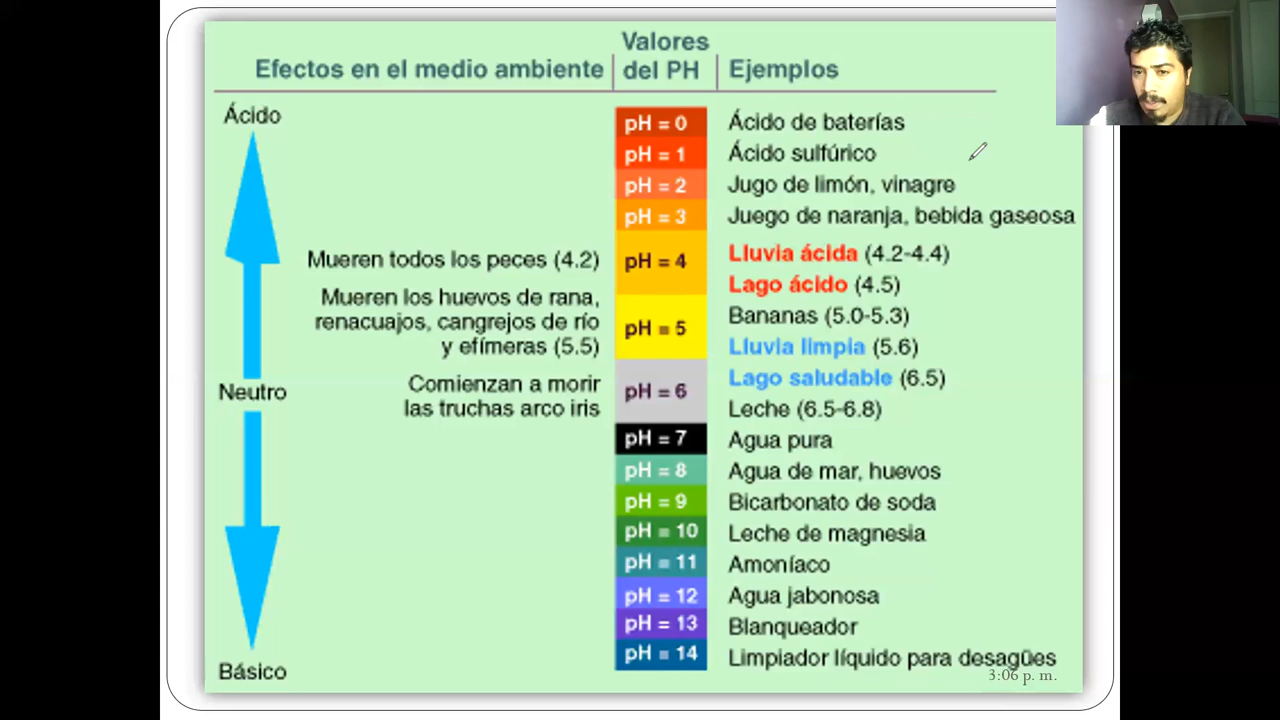 Efectos en el medio ambiente
Valores
del PH
Ejemplos
Ácido
pH = 0 Ácido de baterías
pH = 1 Ácido sulfúrico
pH = 2 Jugo de limón, vinagre
pH = 3 Juego de naranja, bebida gaseosa
Mueren todos los peces (4.2)
pH = 4
Lluvia ácida (4.2-4.4)
Lago ácido (4.5)
Mueren los huevos de rana,
renacuajos, cangrejos de río
y efímeras (5.5)
pH = 5
Bananas (5.0-5.3)
Lluvia limpia (5.6)
Neutro
Comienzan a morir
las truchas arco iris
pH = 6
Lago saludable (6.5)
Leche (6.5-6.8)
pH = 7 Agua pura
pH = 8 Agua de mar, huevos
pH = 9 Bicarbonato de soda
pH = 10 Leche de magnesia
pH = 11 Amoníaco
pH = 12 Agua jabonosa
pH = 13 Blanqueador
pH = 14 Limpiador líquido para desagües
Básico
3:06 p. m.